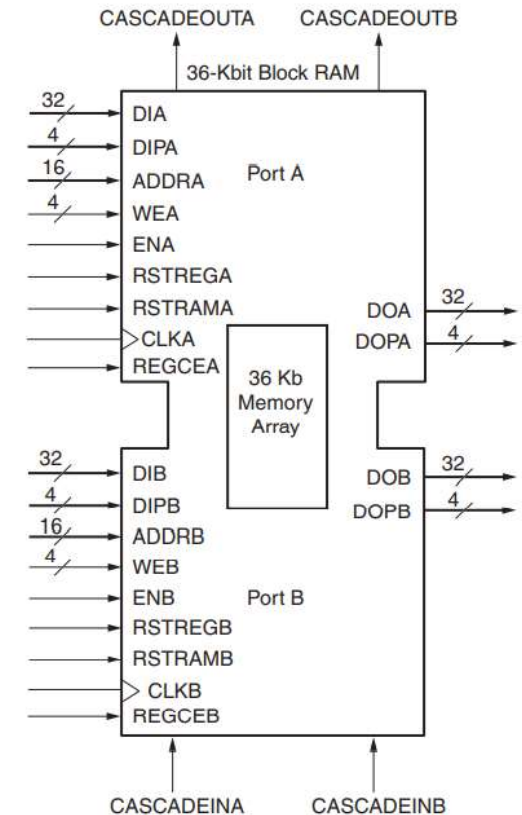 CASCADEOUTA CASCADEOUTB
36-Kbit Block RAM
32 DIA
4 DIPA
16 ADDRA Port A
4 WEA
ENA
RSTREGA
RSTRAMA DOA 32
CLKA DOPA 4
REGCEA
36 Kb
Memory
Array
32 DIB DOB 32
4 DIPB DOPB 4
16 ADDRB
4 WEB
ENB Port B
RSTREGB
RSTRAMB
CLKB
REGCEB
CASCADEINA CASCADEINB